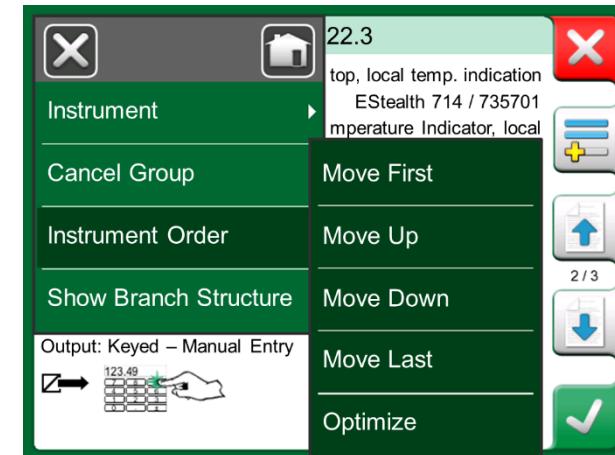 22.3
top, local temp. indication
EStealth 714 / 735701
mperature Indicator, local
Instrument
Cancel Group
Instrument Order
Show Branch Structure
Move First
Move Up
Move Down
Move Last
Optimize
2 / 3
Output: Keyed – Manual Entry
123.49